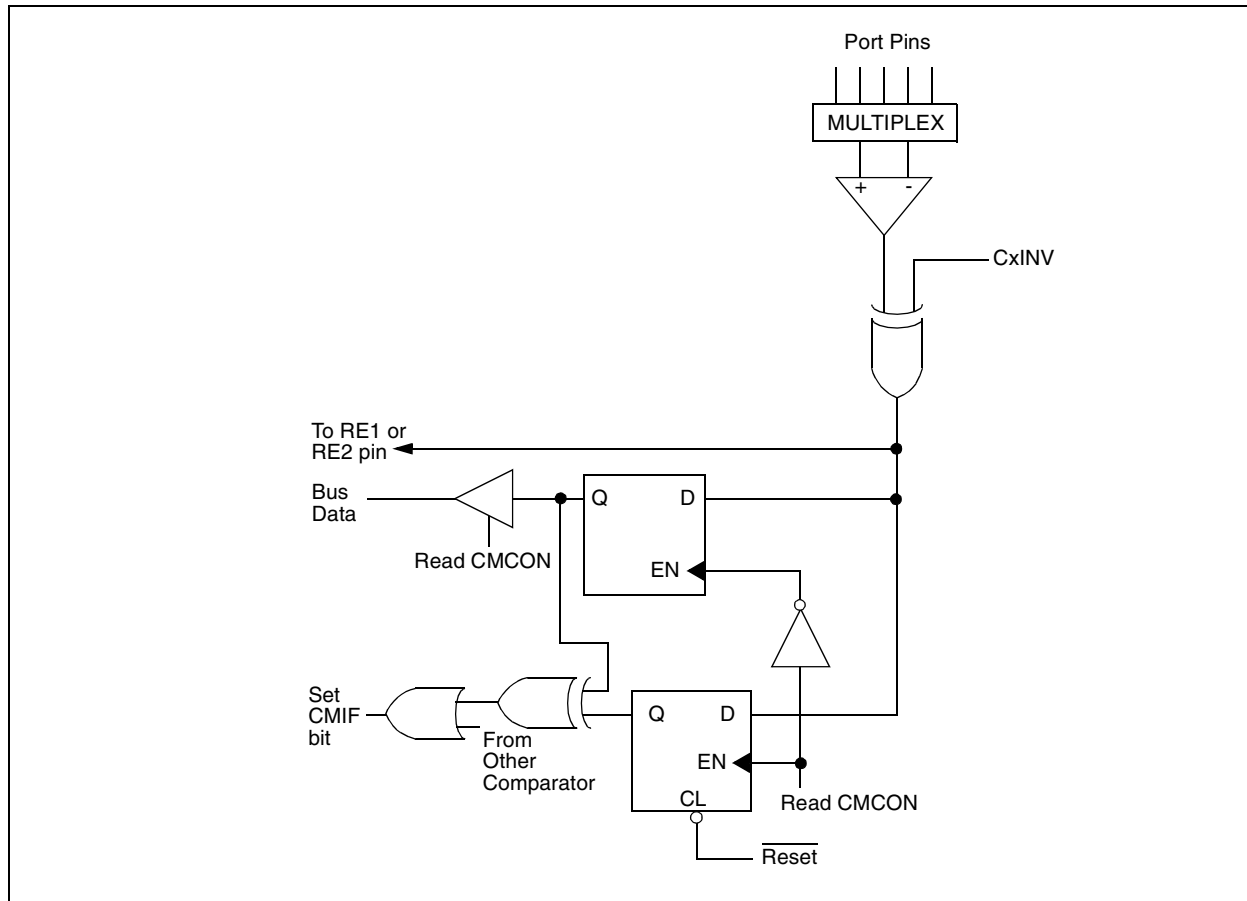 Port Pins
MULTIPLEX
+ -
CxINV
To RE1 or
RE2 pin
Bus
Data
Q D
Read CMCON
EN
Set
CMIF
bit
Q D
From
Other
Comparator
EN
CL
Read CMCON
Reset